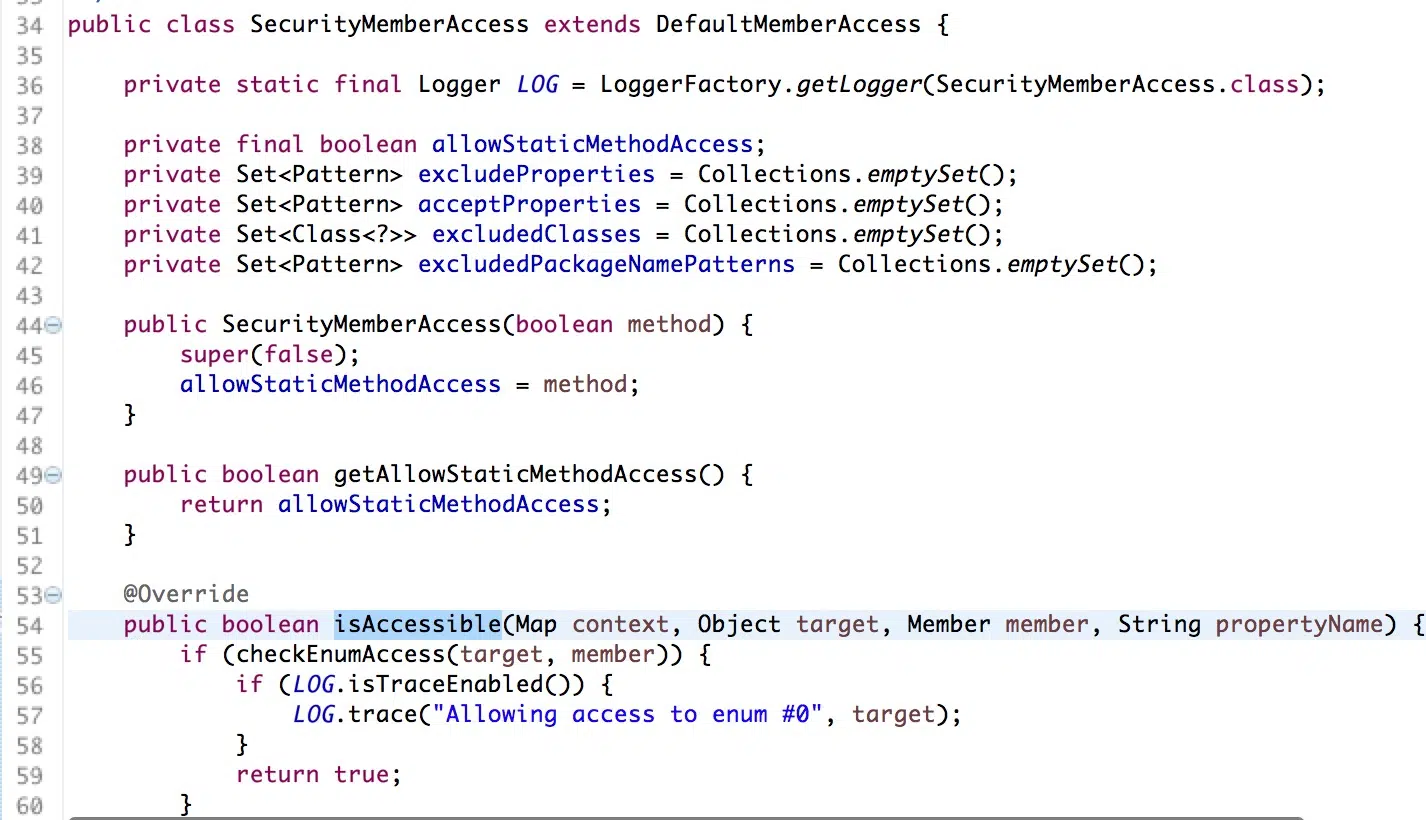 34 public class SecurityMemberAccess extends DefaultMemberAccess {
35
36     private static final Logger LOG = LoggerFactory.getLogger(SecurityMemberAccess.class);
37
38     private final boolean allowStaticMethodAccess;
39     private Set<Pattern> excludeProperties = Collections.emptySet();
40     private Set<Pattern> acceptProperties = Collections.emptySet();
41     private Set<Class<?>> excludedClasses = Collections.emptySet();
42     private Set<Pattern> excludedPackageNamePatterns = Collections.emptySet();
43
44     public SecurityMemberAccess(boolean method) {
45         super(false);
46         allowStaticMethodAccess = method;
47     }
48
49     public boolean getAllowStaticMethodAccess() {
50         return allowStaticMethodAccess;
51     }
52
53     @Override
54     public boolean isAccessible(Map context, Object target, Member member, String propertyName) {
55         if (checkEnumAccess(target, member)) {
56             if (LOG.isTraceEnabled()) {
57                 LOG.trace("Allowing access to enum #0", target);
58             }
59             return true;
60         }